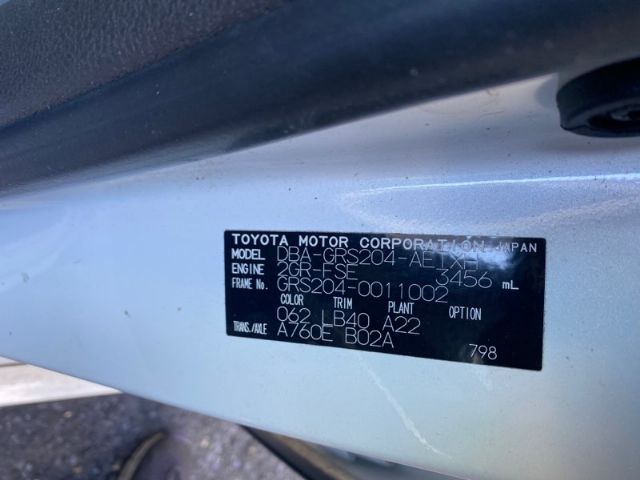 TOYOTA MOTOR CORPORATION JAPAN
MODEL DBA-GRS204-AETXH
ENGINE 2GR-FSE 3456 mL
FRAME No. GRS204-0011002
COLOR TRIM PLANT OPTION
062 LB40 A22
TRANS./AXLE A760E B02A
798